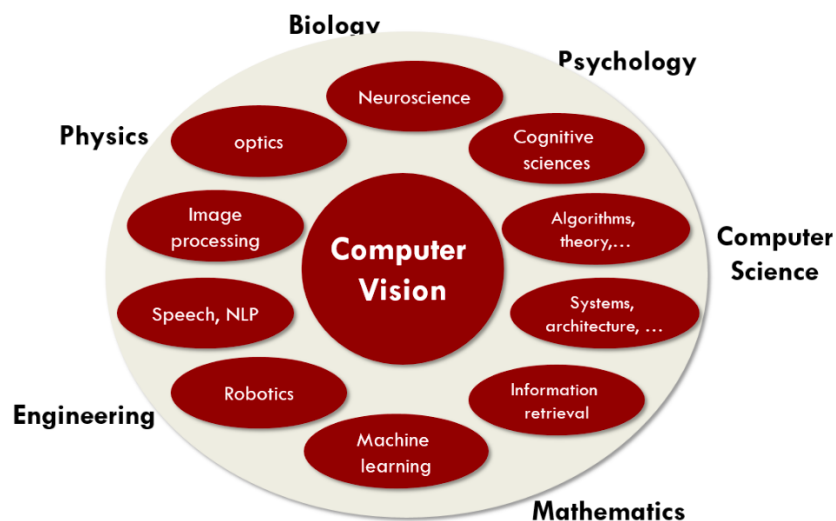 Biology
Psychology
Neuroscience
Physics
optics
Cognitive
sciences
Image
processing
Algorithms,
theory,...
Computer
Vision
Computer
Science
Speech, NLP
Systems,
architecture, ...
Engineering
Robotics
Information
retrieval
Machine
learning
Mathematics